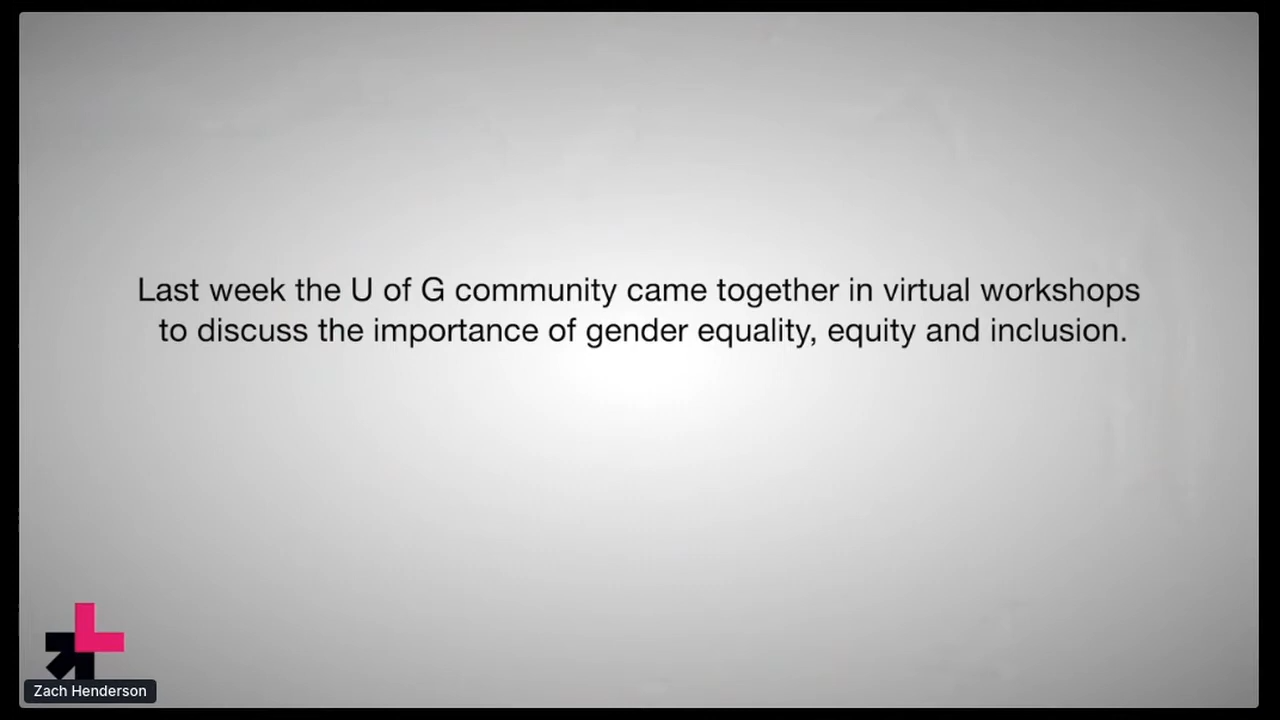 Last week the U of G community came together in virtual workshops
to discuss the importance of gender equality, equity and inclusion.
Zach Henderson